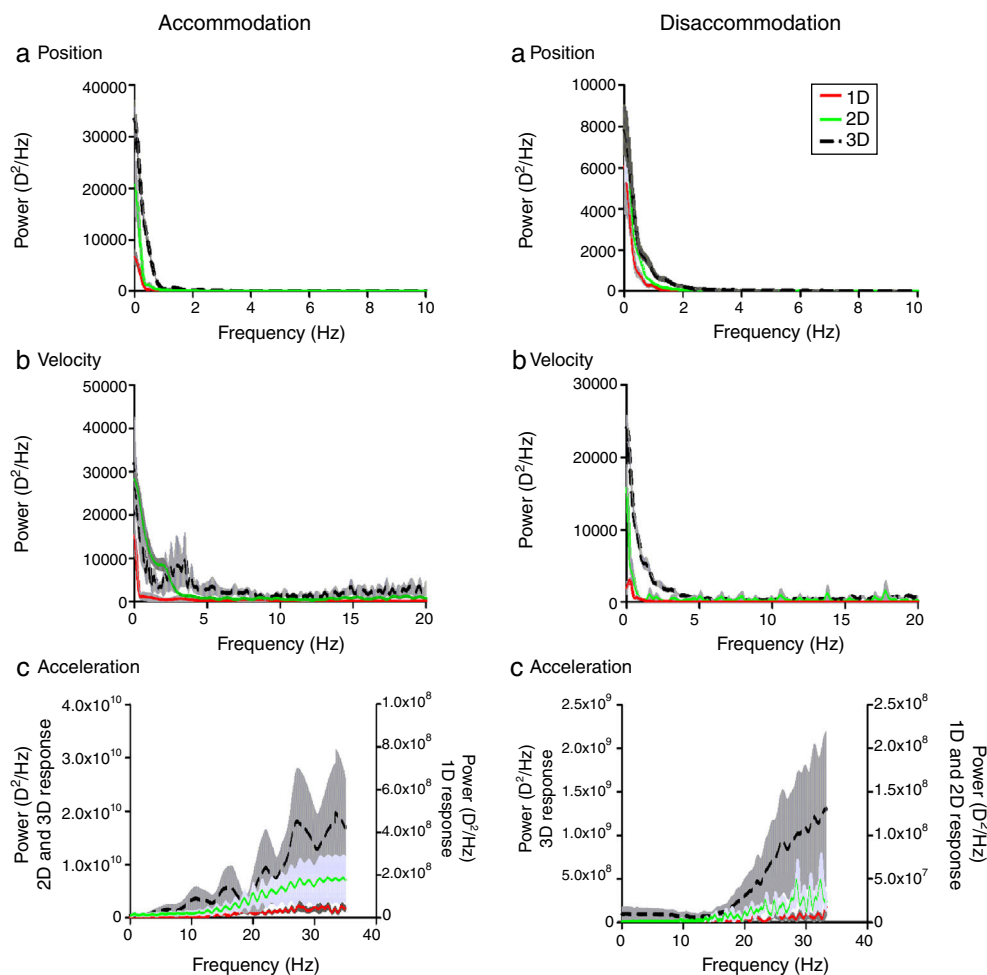 Accommodation
Disaccommodation
a Position
a Position
40000
30000
20000
10000
0
Power (D²/Hz)
0 2 4 6 8 10
Frequency (Hz)
10000
8000
6000
4000
2000
0
Power (D²/Hz)
0 2 4 6 8 10
Frequency (Hz)
1D
2D
3D
b Velocity
b Velocity
50000
40000
30000
20000
10000
0
Power (D²/Hz)
0 5 10 15 20
Frequency (Hz)
30000
20000
10000
0
Power (D²/Hz)
0 5 10 15 20
Frequency (Hz)
c Acceleration
c Acceleration
4.0x10¹⁰
3.0x10¹⁰
2.0x10¹⁰
1.0x10¹⁰
0
Power (D²/Hz)
2D and 3D response
1.0x10⁸
8.0x10⁸
6.0x10⁸
4.0x10⁸
2.0x10⁸
0
Power (D²/Hz)
1D response
0 10 20 30 40
Frequency (Hz)
2.5x10⁹
2.0x10⁹
1.5x10⁹
1.0x10⁹
5.0x10⁸
0
Power (D²/Hz)
3D response
2.5x10⁸
2.0x10⁸
1.5x10⁸
1.0x10⁸
5.0x10⁷
0
Power (D²/Hz)
1D and 2D response
0 10 20 30 40
Frequency (Hz)